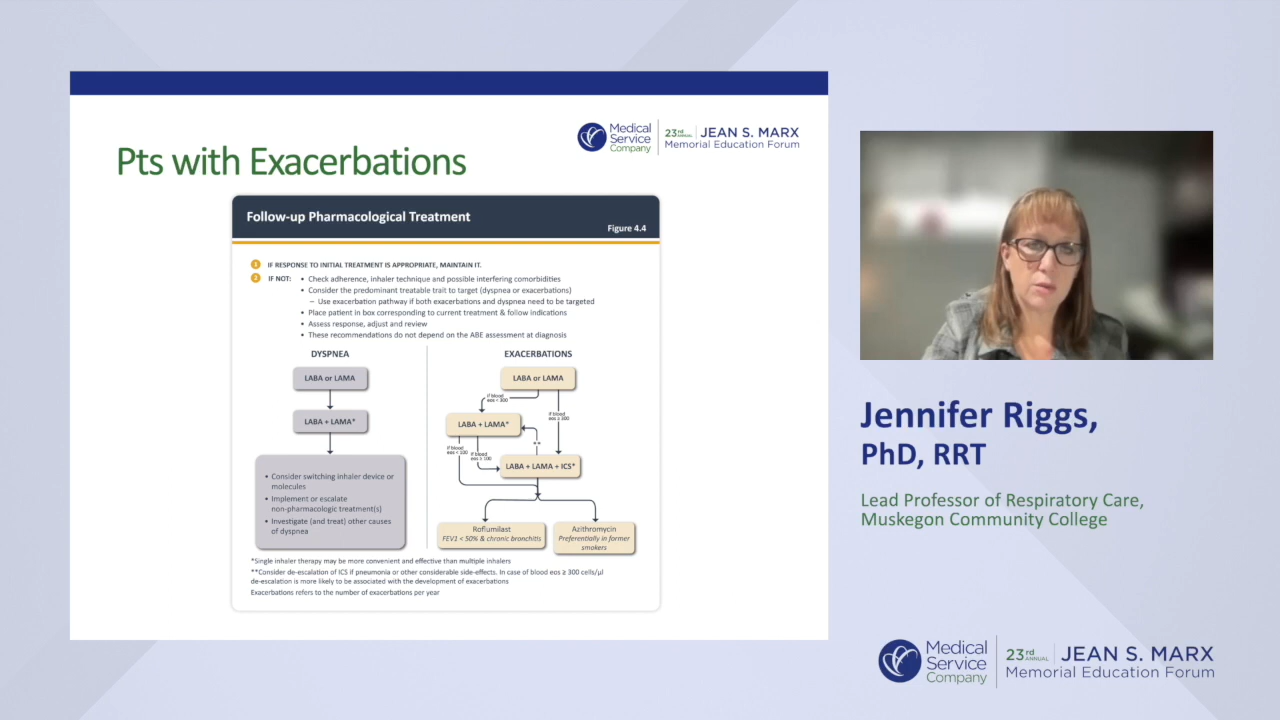 Medical
Service
Company
23rd
ANNUAL
JEAN S. MARX
Memorial Education Forum
Pts with Exacerbations
Follow-up Pharmacological Treatment
Figure 4.4
1 IF RESPONSE TO INITIAL TREATMENT IS APPROPRIATE, MAINTAIN IT.
2 IF NOT: • Check adherence, inhaler technique and possible interfering comorbidities
• Consider the predominant treatable trait to target (dyspnea or exacerbations)
– Use exacerbation pathway if both exacerbations and dyspnea need to be targeted
• Place patient in box corresponding to current treatment & follow indications
• Assess response, adjust and review
• These recommendations do not depend on the ABE assessment at diagnosis
DYSPNEA
LABA or LAMA
LABA + LAMA*
• Consider switching inhaler device or
molecules
• Implement or escalate
non-pharmacologic treatment(s)
• Investigate (and treat) other causes
of dyspnea
EXACERBATIONS
LABA or LAMA
if blood
eos < 300
if blood
eos ≥ 300
LABA + LAMA*
**
if blood
eos < 100
if blood
eos ≥ 100
LABA + LAMA + ICS*
Roflumilast
FEV1 < 50% & chronic bronchitis
Azithromycin
Preferentially in former
smokers
*Single inhaler therapy may be more convenient and effective than multiple inhalers
**Consider de-escalation of ICS if pneumonia or other considerable side-effects. In case of blood eos ≥ 300 cells/µl
de-escalation is more likely to be associated with the development of exacerbations
Exacerbations refers to the number of exacerbations per year
Jennifer Riggs,
PhD, RRT
Lead Professor of Respiratory Care,
Muskegon Community College
Medical
Service
Company
23rd
ANNUAL
JEAN S. MARX
Memorial Education Forum